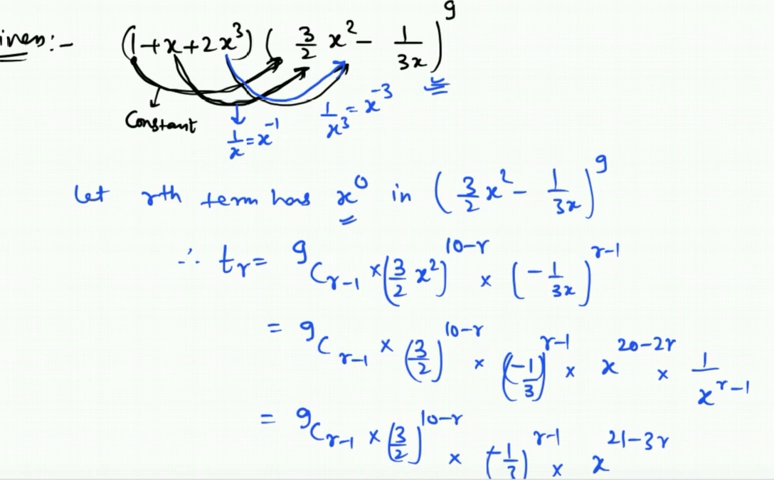 iven:- (1+x+2x³) (3/2 x² - 1/3x)⁹
Constant
1/x = x⁻¹
1/x³ = x⁻³
Let rth term has x⁰ in (3/2 x² - 1/3x)⁹
∴ tᵣ = ⁹Cᵣ₋₁ × (3/2 x²)¹⁰⁻ʳ × (-1/3x)ʳ⁻¹
= ⁹Cᵣ₋₁ × (3/2)¹⁰⁻ʳ × (-1/3)ʳ⁻¹ × x²⁰⁻²ʳ × 1/xʳ⁻¹
= ⁹Cᵣ₋₁ × (3/2)¹⁰⁻ʳ × (-1/3)ʳ⁻¹ × x²¹⁻³ʳ